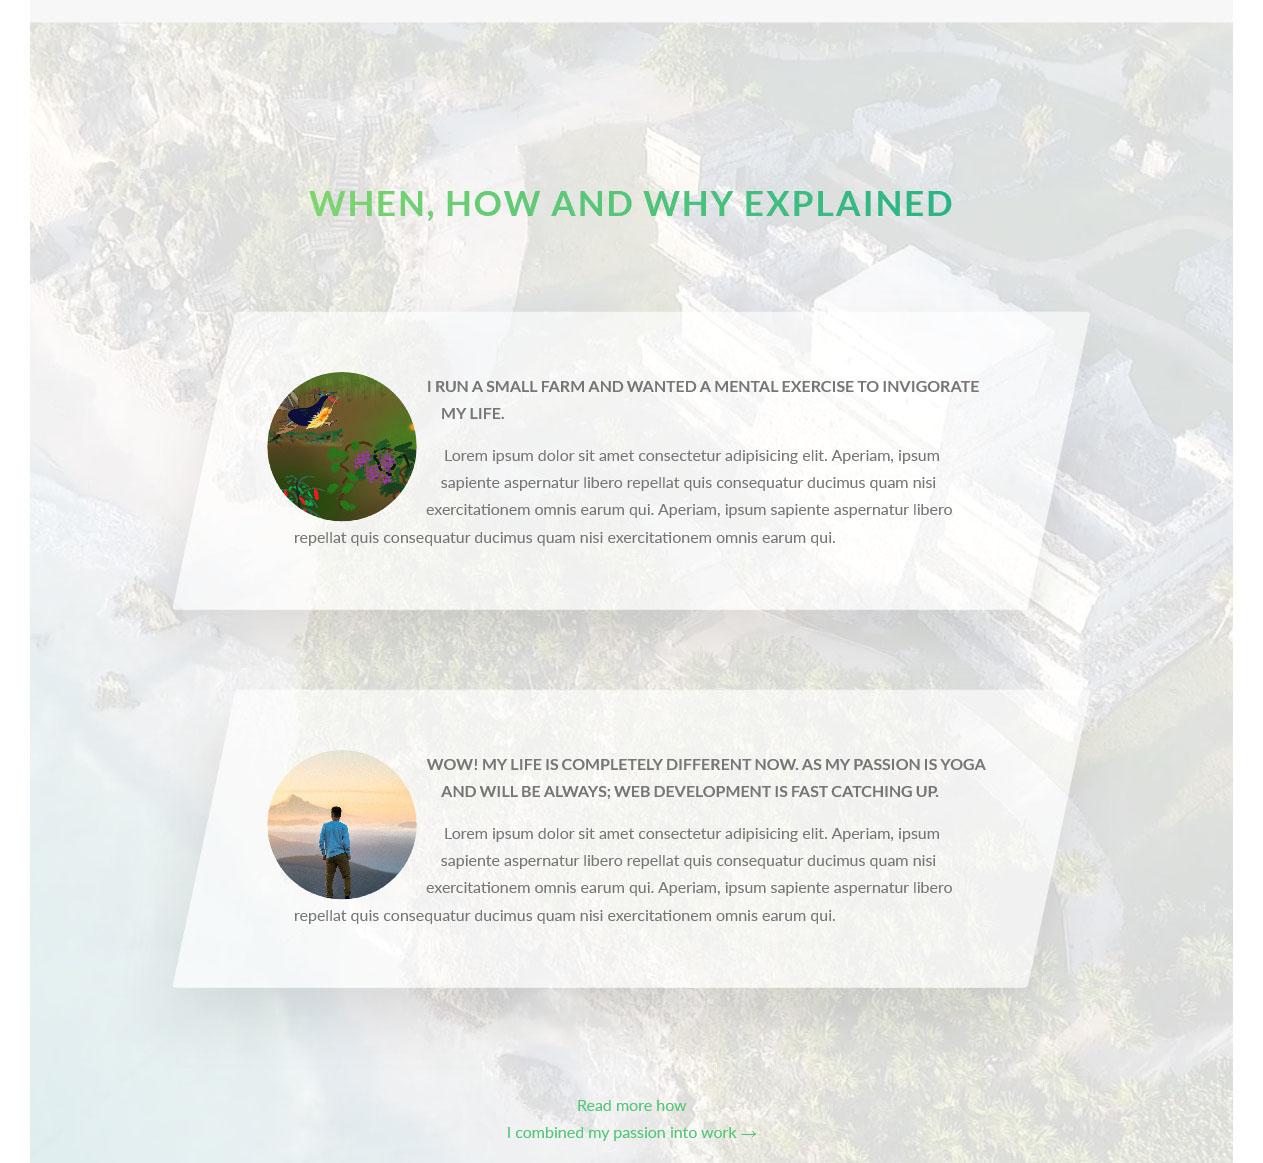 WHEN, HOW AND WHY EXPLAINED
I RUN A SMALL FARM AND WANTED A MENTAL EXERCISE TO INVIGORATE
MY LIFE.
Lorem ipsum dolor sit amet consectetur adipisicing elit. Aperiam, ipsum
sapiente aspernatur libero repellat quis consequatur ducimus quam nisi
exercitationem omnis earum qui. Aperiam, ipsum sapiente aspernatur libero
repellat quis consequatur ducimus quam nisi exercitationem omnis earum qui.
WOW! MY LIFE IS COMPLETELY DIFFERENT NOW. AS MY PASSION IS YOGA
AND WILL BE ALWAYS; WEB DEVELOPMENT IS FAST CATCHING UP.
Lorem ipsum dolor sit amet consectetur adipisicing elit. Aperiam, ipsum
sapiente aspernatur libero repellat quis consequatur ducimus quam nisi
exercitationem omnis earum qui. Aperiam, ipsum sapiente aspernatur libero
repellat quis consequatur ducimus quam nisi exercitationem omnis earum qui.
Read more how
I combined my passion into work →